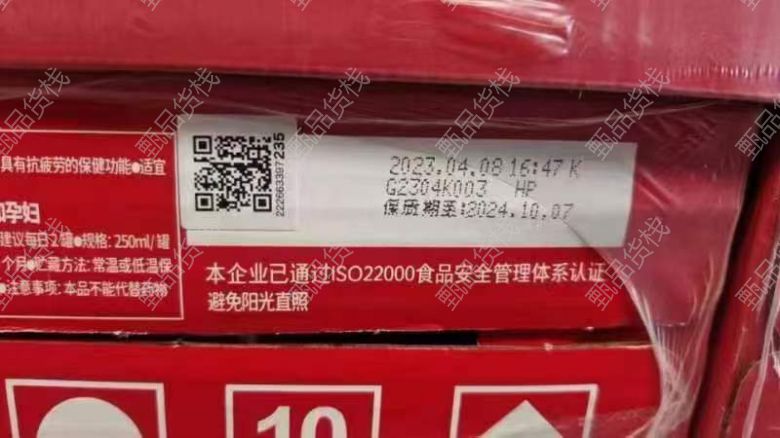 具有抗疲劳的保健功能●适宜
孕妇
建议每日2罐●规格: 250ml/罐
个月●贮藏方法: 常温或低温保
●注意事项: 本品不能代替药物
222663397235
2023.04.08 16:47 K
G2304K003 HP
保质期至:2024.10.07
本企业已通过ISO22000食品安全管理体系认证
避免阳光直照
10
甄品货栈